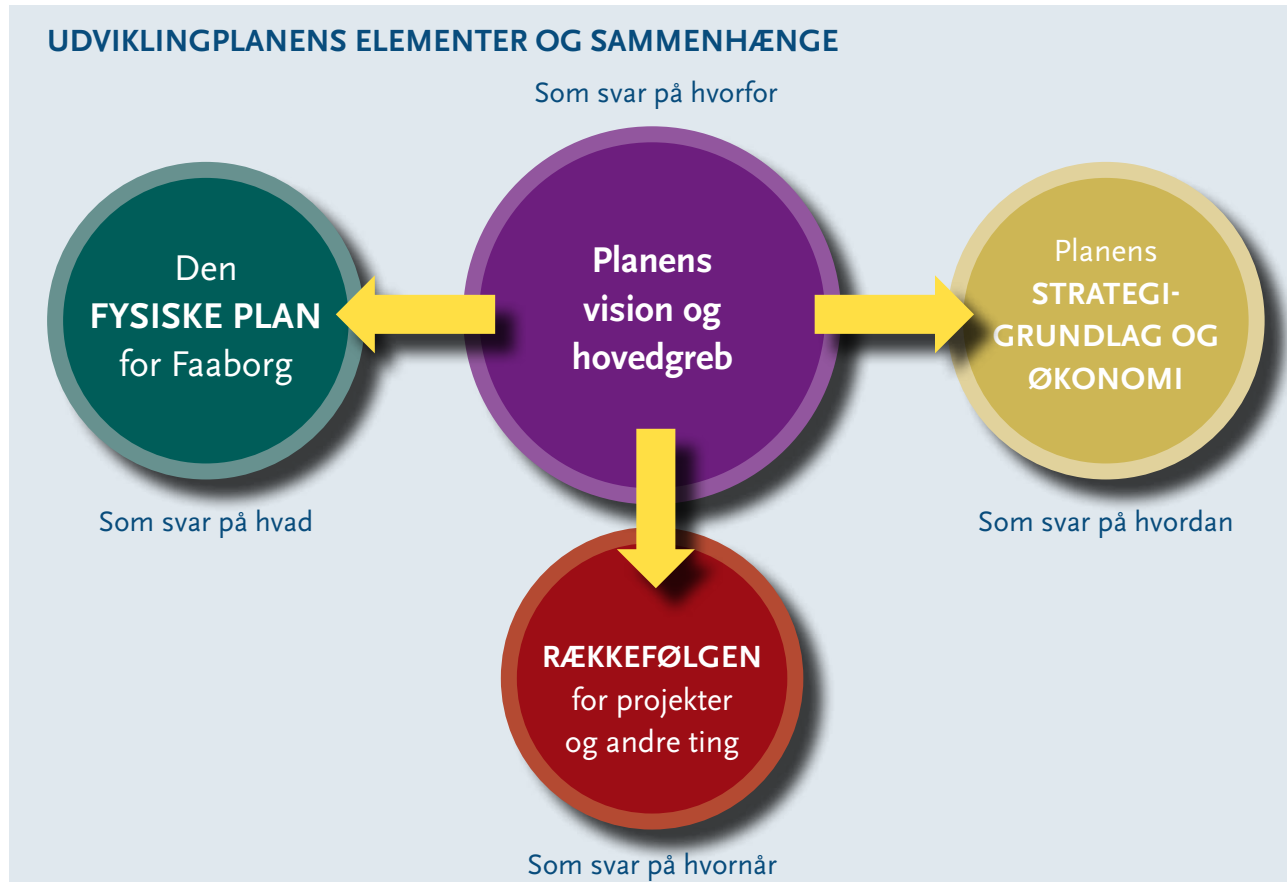 UDVIKLINGPLANENS ELEMENTER OG SAMMENHÆNGE
Som svar på hvorfor
Den
FYSISKE PLAN
for Faaborg
Som svar på hvad
Planens
vision og
hovedgreb
Planens
STRATEGI-
GRUNDLAG OG
ØKONOMI
Som svar på hvordan
RÆKKEFØLGEN
for projekter
og andre ting
Som svar på hvornår